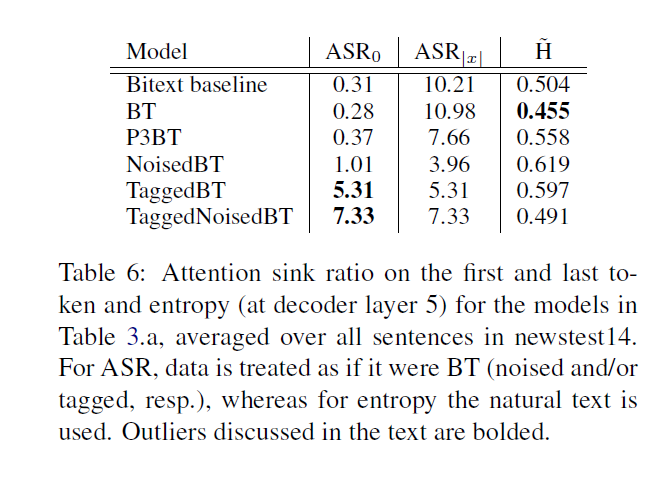 Model ASR0 ASR|x| H̃
Bitext baseline 0.31 10.21 0.504
BT 0.28 10.98 0.455
P3BT 0.37 7.66 0.558
NoisedBT 1.01 3.96 0.619
TaggedBT 5.31 5.31 0.597
TaggedNoisedBT 7.33 7.33 0.491
Table 6: Attention sink ratio on the first and last to-
ken and entropy (at decoder layer 5) for the models in
Table 3.a, averaged over all sentences in newstest14.
For ASR, data is treated as if it were BT (noised and/or
tagged, resp.), whereas for entropy the natural text is
used. Outliers discussed in the text are bolded.